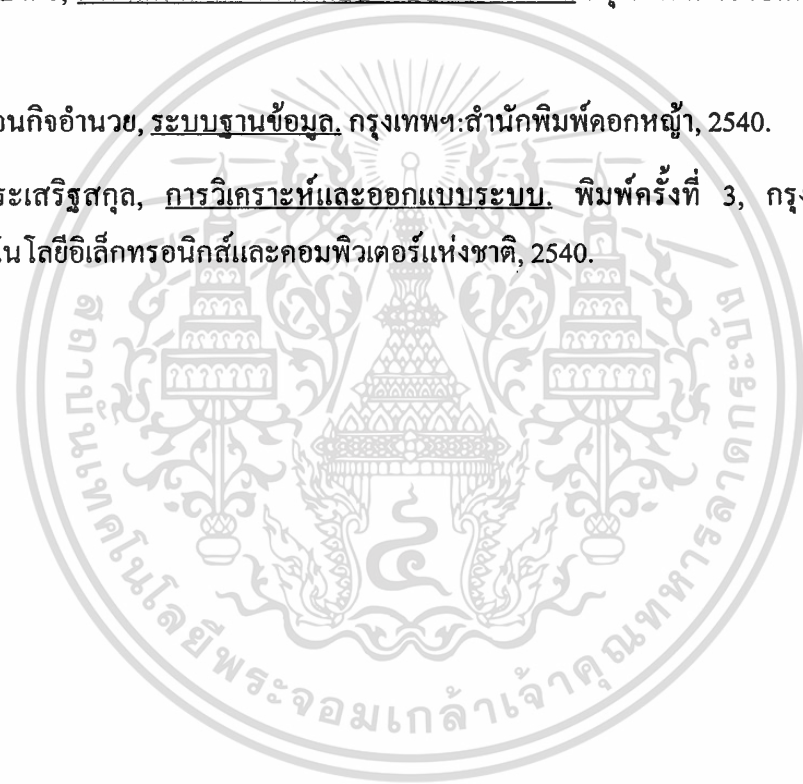 อนกิจอำนวย, ระบบฐานข้อมูล. กรุงเทพฯ:สำนักพิมพ์ดอกหญ้า, 2540.
ระเสริฐสกุล, การวิเคราะห์และออกแบบระบบ. พิมพ์ครั้งที่ 3, กรุง
นโลยีอิเล็กทรอนิกส์และคอมพิวเตอร์แห่งชาติ, 2540.
สถาบันเทคโนโลยีพระจอมเกล้าเจ้าคุณทหารลาดกระบัง